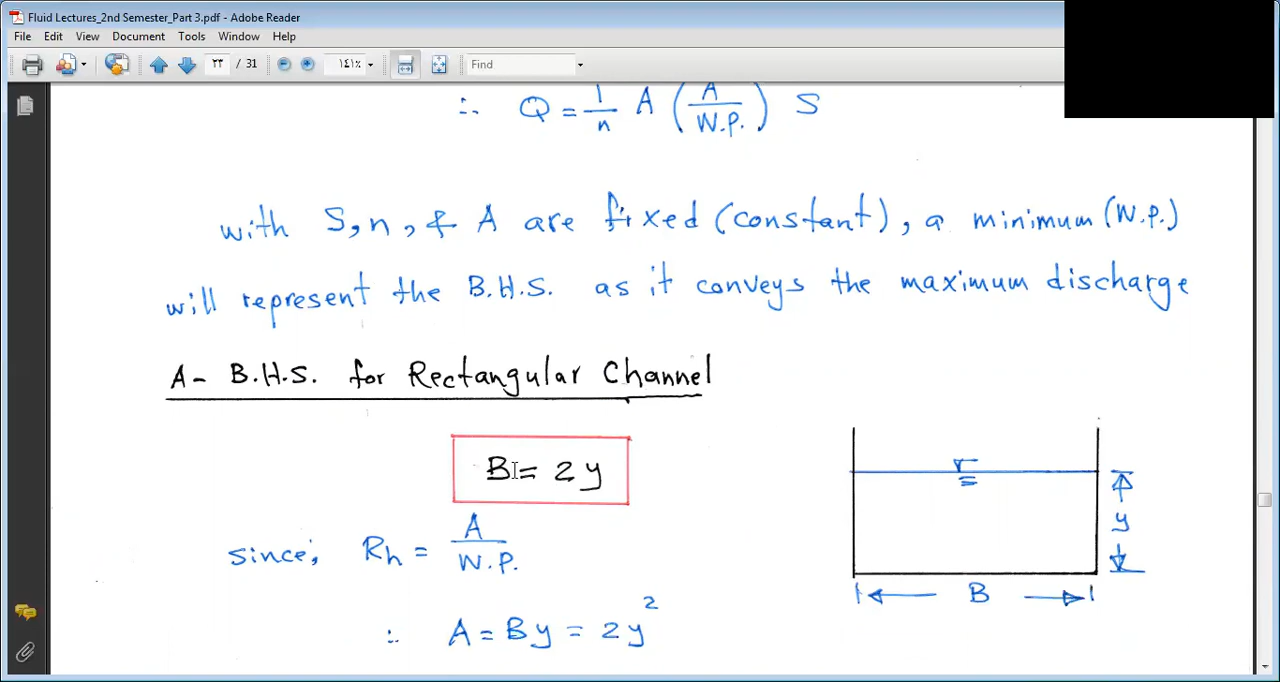 Fluid Lectures_2nd Semester_Part 3.pdf - Adobe Reader
File Edit View Document Tools Window Help
٢٣ / 31 ١٤١٪ Find
∴ Q = 1/n A (A/W.P.) S
with S, n, & A are fixed (constant), a minimum (W.P.)
will represent the B.H.S. as it conveys the maximum discharge
A- B.H.S. for Rectangular Channel
B = 2y
since; Rh = A/W.P.
∴ A = By = 2y²
y
B